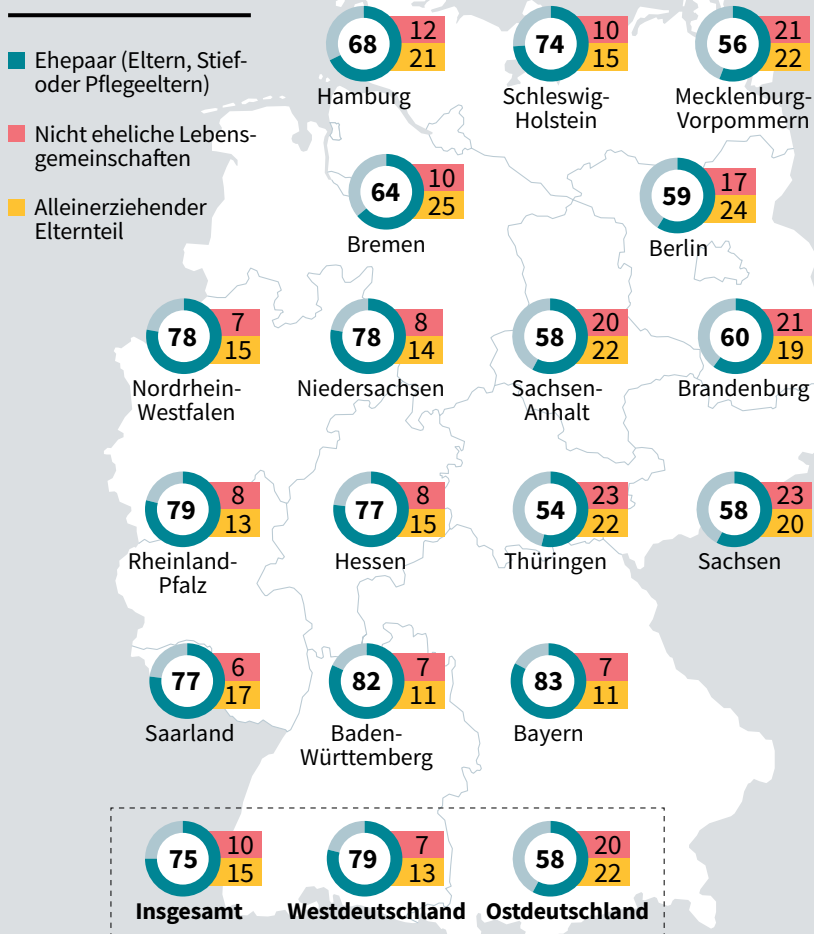 Ehepaar (Eltern, Stief-
oder Pflegeeltern)
Nicht eheliche Lebens-
gemeinschaften
Alleinerziehender
Elternteil
68
12
21
Hamburg
74
10
15
Schleswig-
Holstein
56
21
22
Mecklenburg-
Vorpommern
64
10
25
Bremen
59
17
24
Berlin
78
7
15
Nordrhein-
Westfalen
78
8
14
Niedersachsen
58
20
22
Sachsen-
Anhalt
60
21
19
Brandenburg
79
8
13
Rheinland-
Pfalz
77
8
15
Hessen
54
23
22
Thüringen
58
23
20
Sachsen
77
6
17
Saarland
82
7
11
Baden-
Württemberg
83
7
11
Bayern
75
10
15
Insgesamt
79
7
13
Westdeutschland
58
20
22
Ostdeutschland